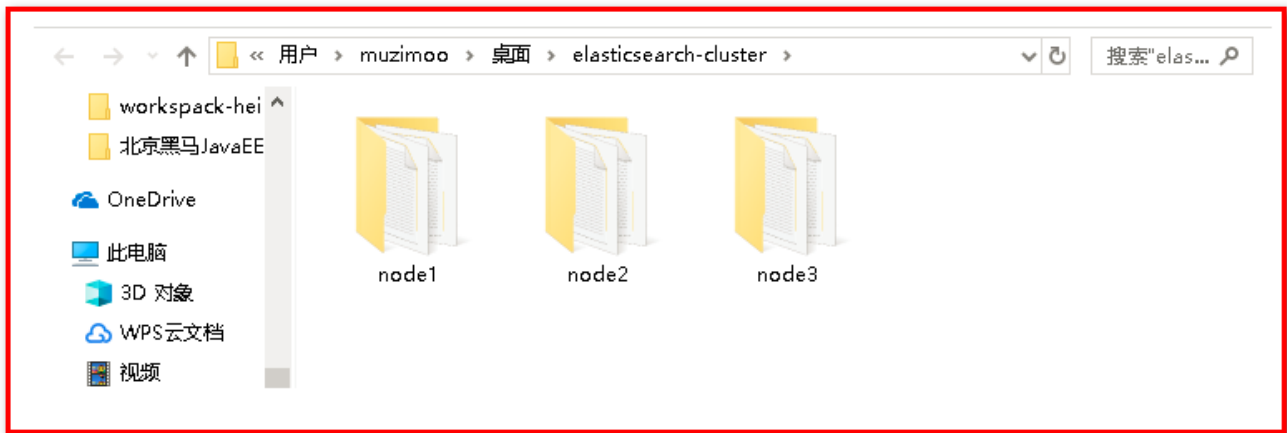 « 用户 > muzimoo > 桌面 > elasticsearch-cluster >
搜索"elas...
workspack-hei
北京黑马JavaEE
OneDrive
此电脑
3D 对象
WPS云文档
视频
node1
node2
node3